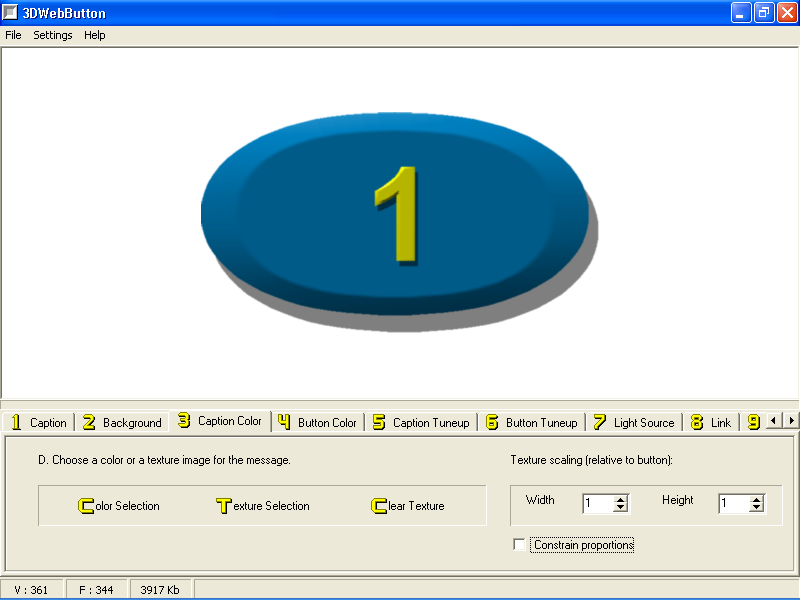 3DWebButton
File Settings Help
1
1 Caption 2 Background 3 Caption Color 4 Button Color 5 Caption Tuneup 6 Button Tuneup 7 Light Source 8 Link 9
D. Choose a color or a texture image for the message.
Texture scaling (relative to button):
Color Selection Texture Selection Clear Texture
Width 1 Height 1
Constrain proportions
V : 361 F : 344 3917 Kb